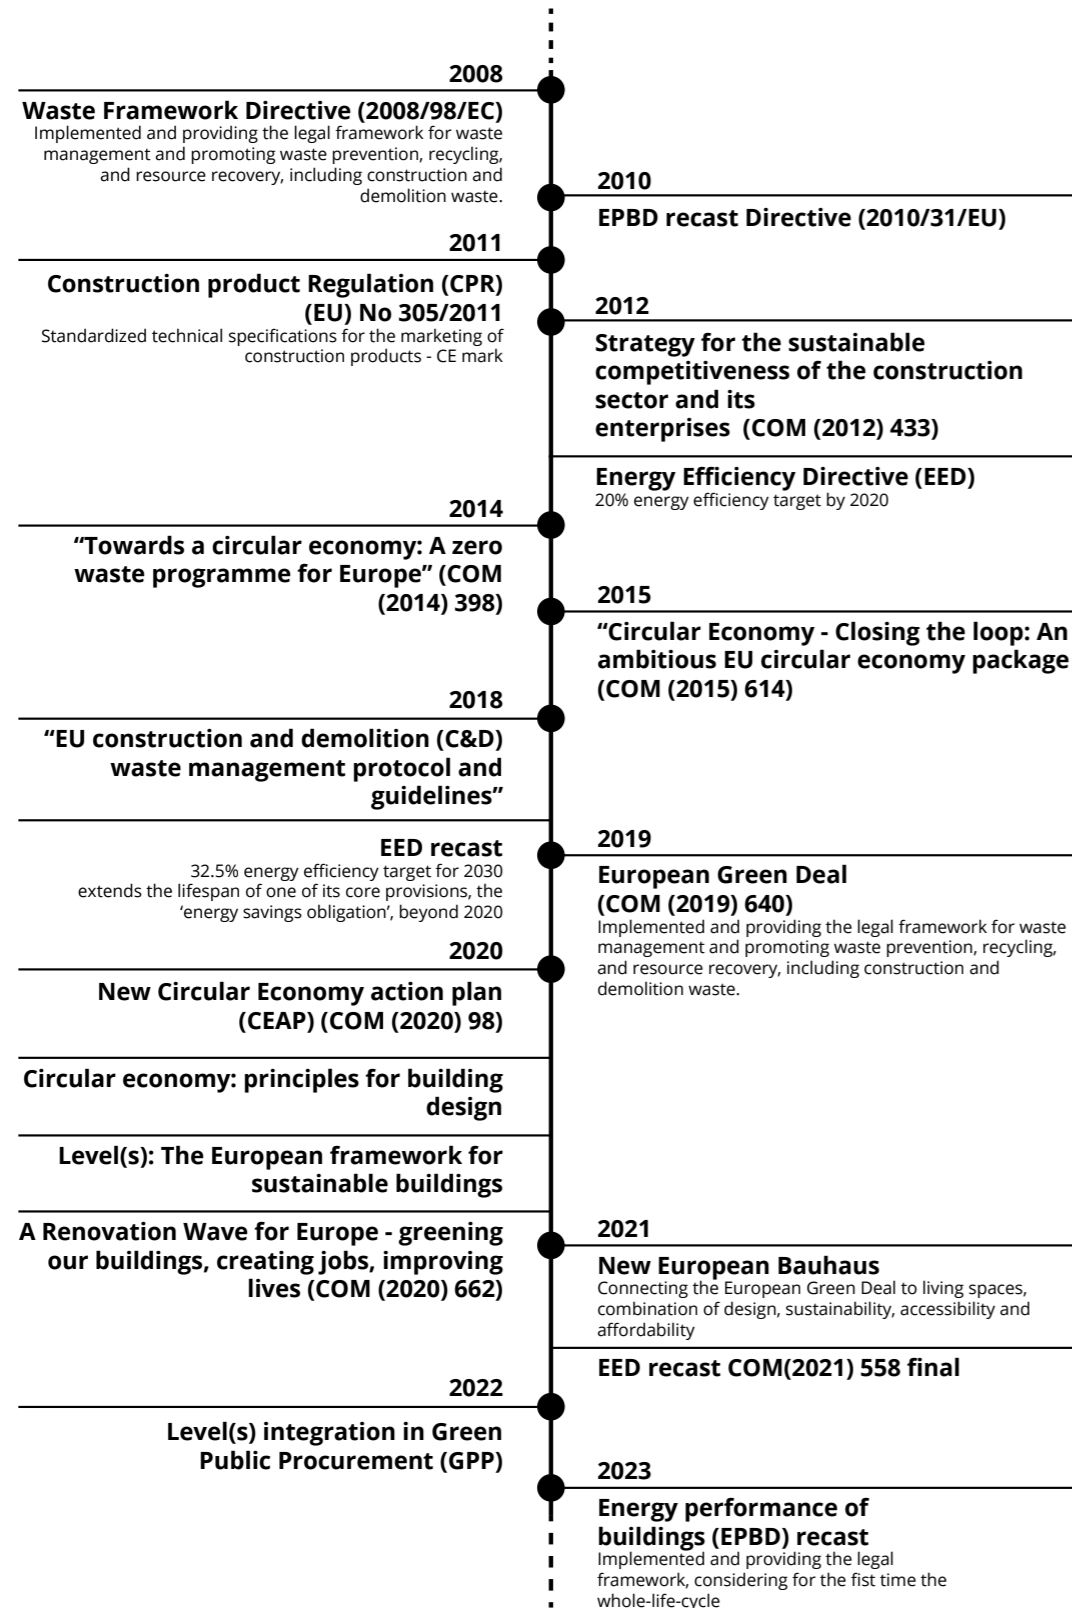 2008
Waste Framework Directive (2008/98/EC)
Implemented and providing the legal framework for waste
management and promoting waste prevention, recycling,
and resource recovery, including construction and
demolition waste.
2010
EPBD recast Directive (2010/31/EU)
2011
Construction product Regulation (CPR)
(EU) No 305/2011
Standardized technical specifications for the marketing of
construction products - CE mark
2012
Strategy for the sustainable
competitiveness of the construction
sector and its
enterprises  (COM (2012) 433)
Energy Efficiency Directive (EED)
20% energy efficiency target by 2020
2014
“Towards a circular economy: A zero
waste programme for Europe” (COM
(2014) 398)
2015
“Circular Economy - Closing the loop: An
ambitious EU circular economy package
(COM (2015) 614)
2018
“EU construction and demolition (C&D)
waste management protocol and
guidelines”
EED recast
32.5% energy efficiency target for 2030
extends the lifespan of one of its core provisions, the
‘energy savings obligation’, beyond 2020
2019
European Green Deal
(COM (2019) 640)
Implemented and providing the legal framework for waste
management and promoting waste prevention, recycling,
and resource recovery, including construction and
demolition waste.
2020
New Circular Economy action plan
(CEAP) (COM (2020) 98)
Circular economy: principles for building
design
Level(s): The European framework for
sustainable buildings
A Renovation Wave for Europe - greening
our buildings, creating jobs, improving
lives (COM (2020) 662)
2021
New European Bauhaus
Connecting the European Green Deal to living spaces,
combination of design, sustainability, accessibility and
affordability
EED recast COM(2021) 558 final
2022
Level(s) integration in Green
Public Procurement (GPP)
2023
Energy performance of
buildings (EPBD) recast
Implemented and providing the legal
framework, considering for the fist time the
whole-life-cycle